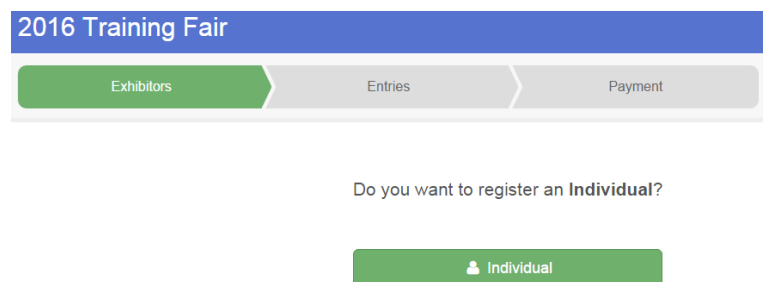 2016 Training Fair
Exhibitors
Entries
Payment
Do you want to register an Individual?
Individual